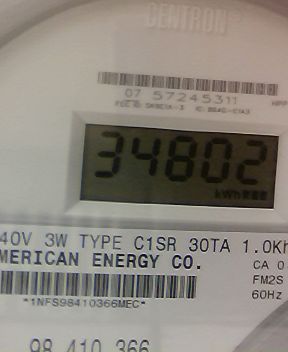 CENTRON®
07 57245311
34802
kWh
40V 3W TYPE C1SR 30TA 1.0Kh
MERICAN ENERGY CO.
CA 0
FM2S
60Hz
*1NFS98410366MEC*
98 410 366